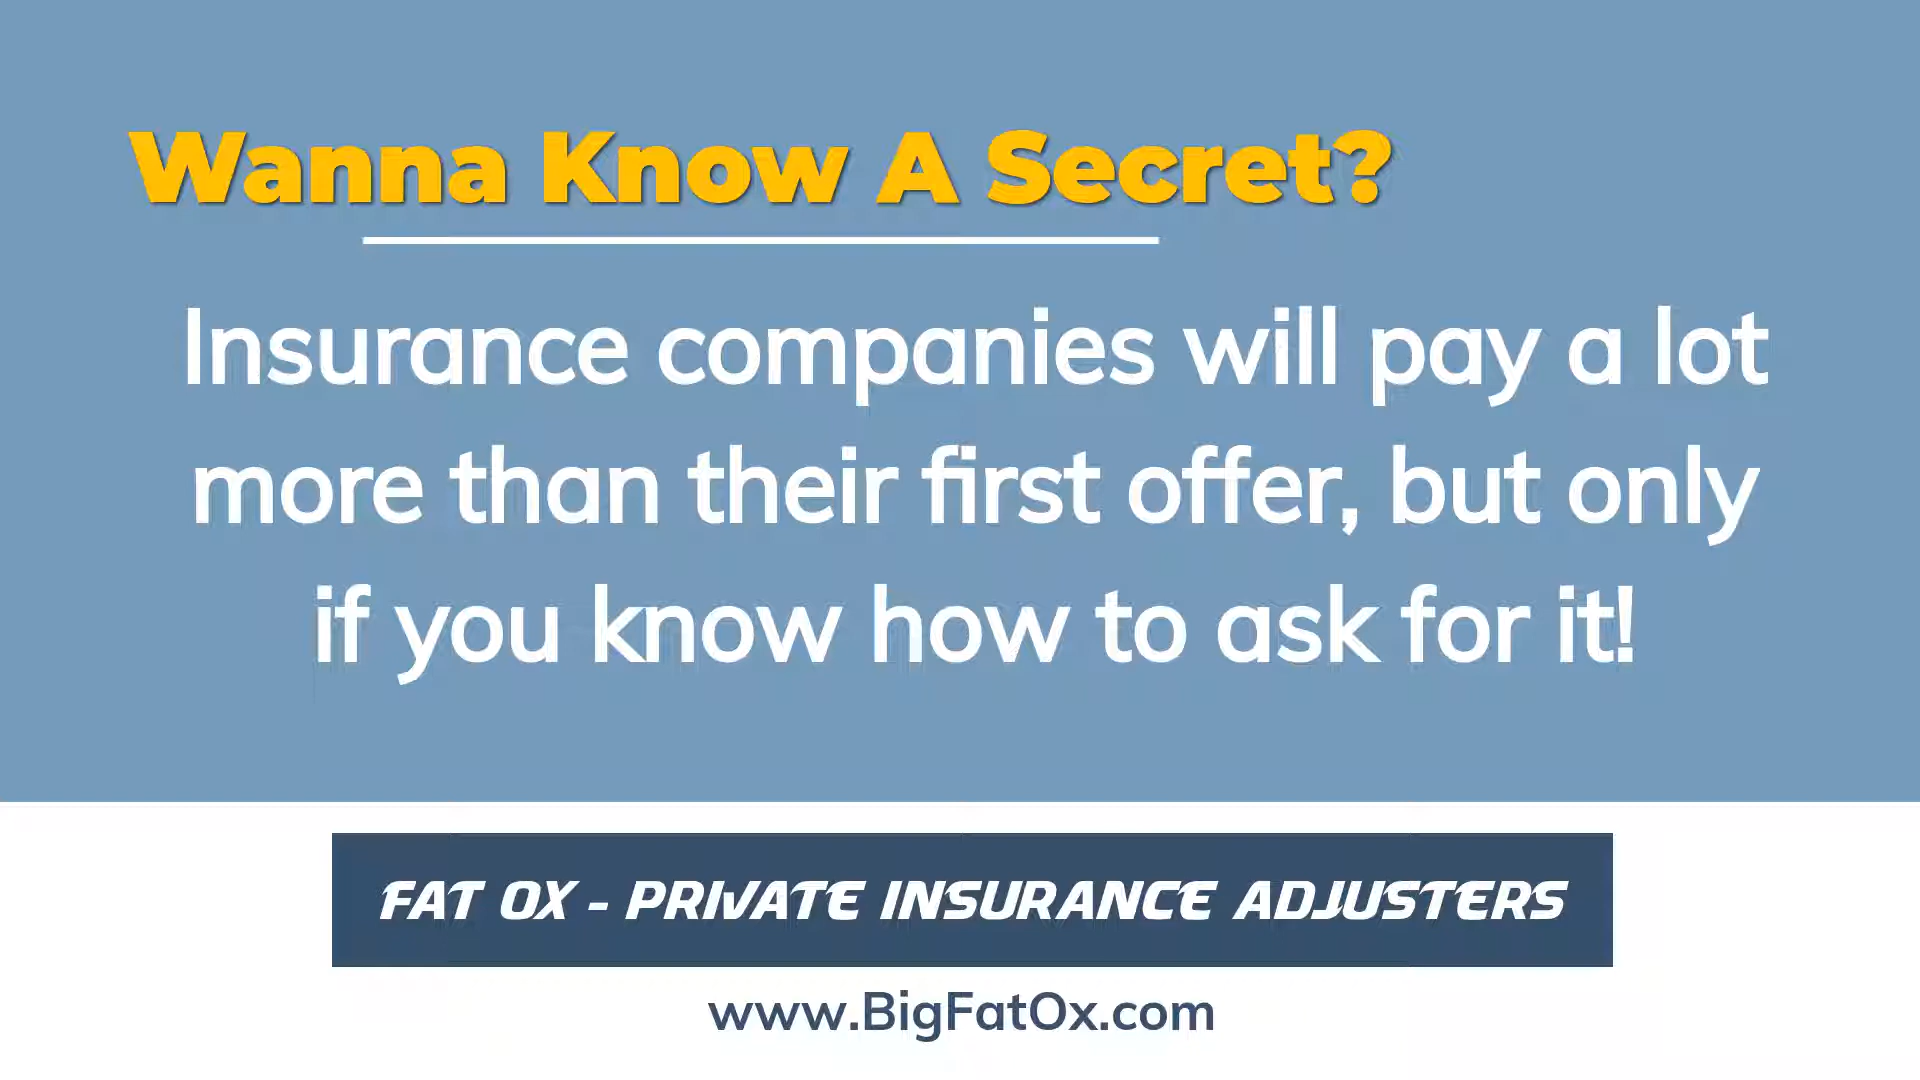 Wanna Know A Secret?
Insurance companies will pay a lot
more than their first offer, but only
if you know how to ask for it!
FAT OX - PRIVATE INSURANCE ADJUSTERS
www.BigFatOx.com